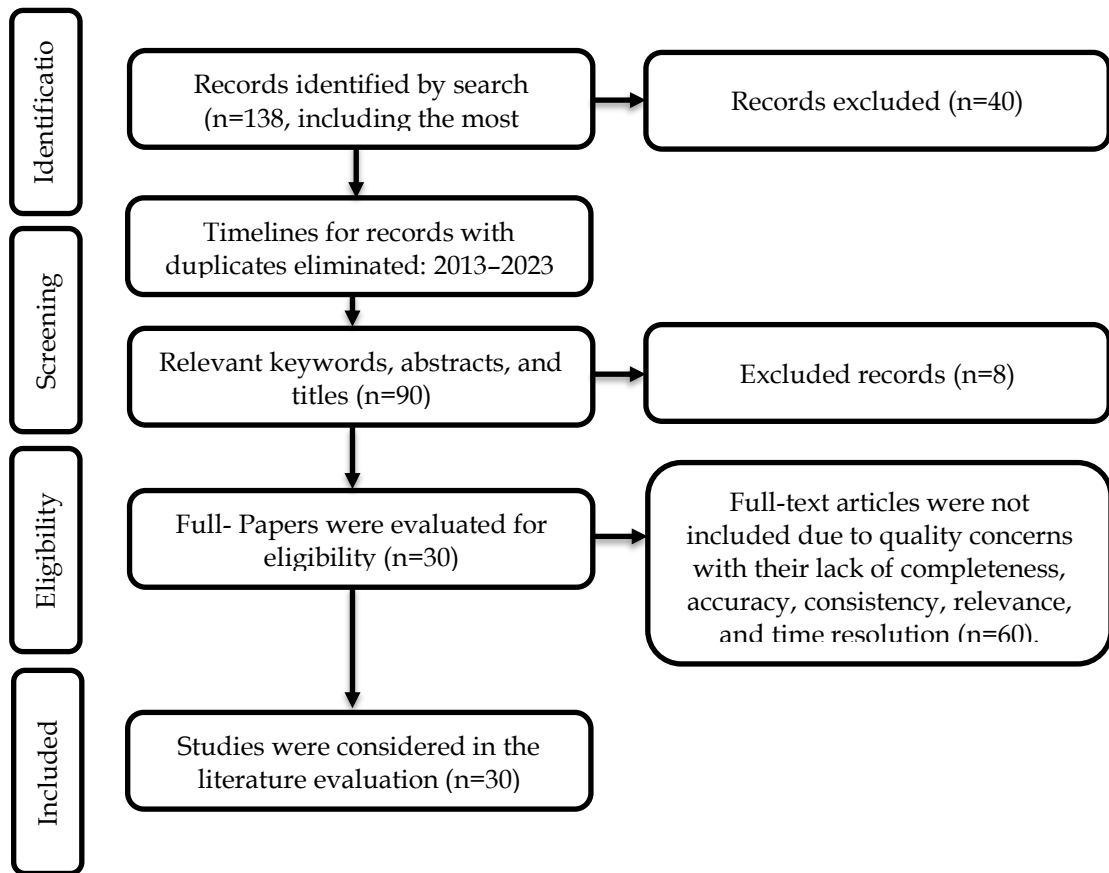 Identificatio
Records identified by search
(n=138, including the most
Records excluded (n=40)
Timelines for records with
duplicates eliminated: 2013–2023
Screening
Relevant keywords, abstracts, and
titles (n=90)
Excluded records (n=8)
Eligibility
Full- Papers were evaluated for
eligibility (n=30)
Full-text articles were not
included due to quality concerns
with their lack of completeness,
accuracy, consistency, relevance,
and time resolution (n=60).
Included
Studies were considered in the
literature evaluation (n=30)